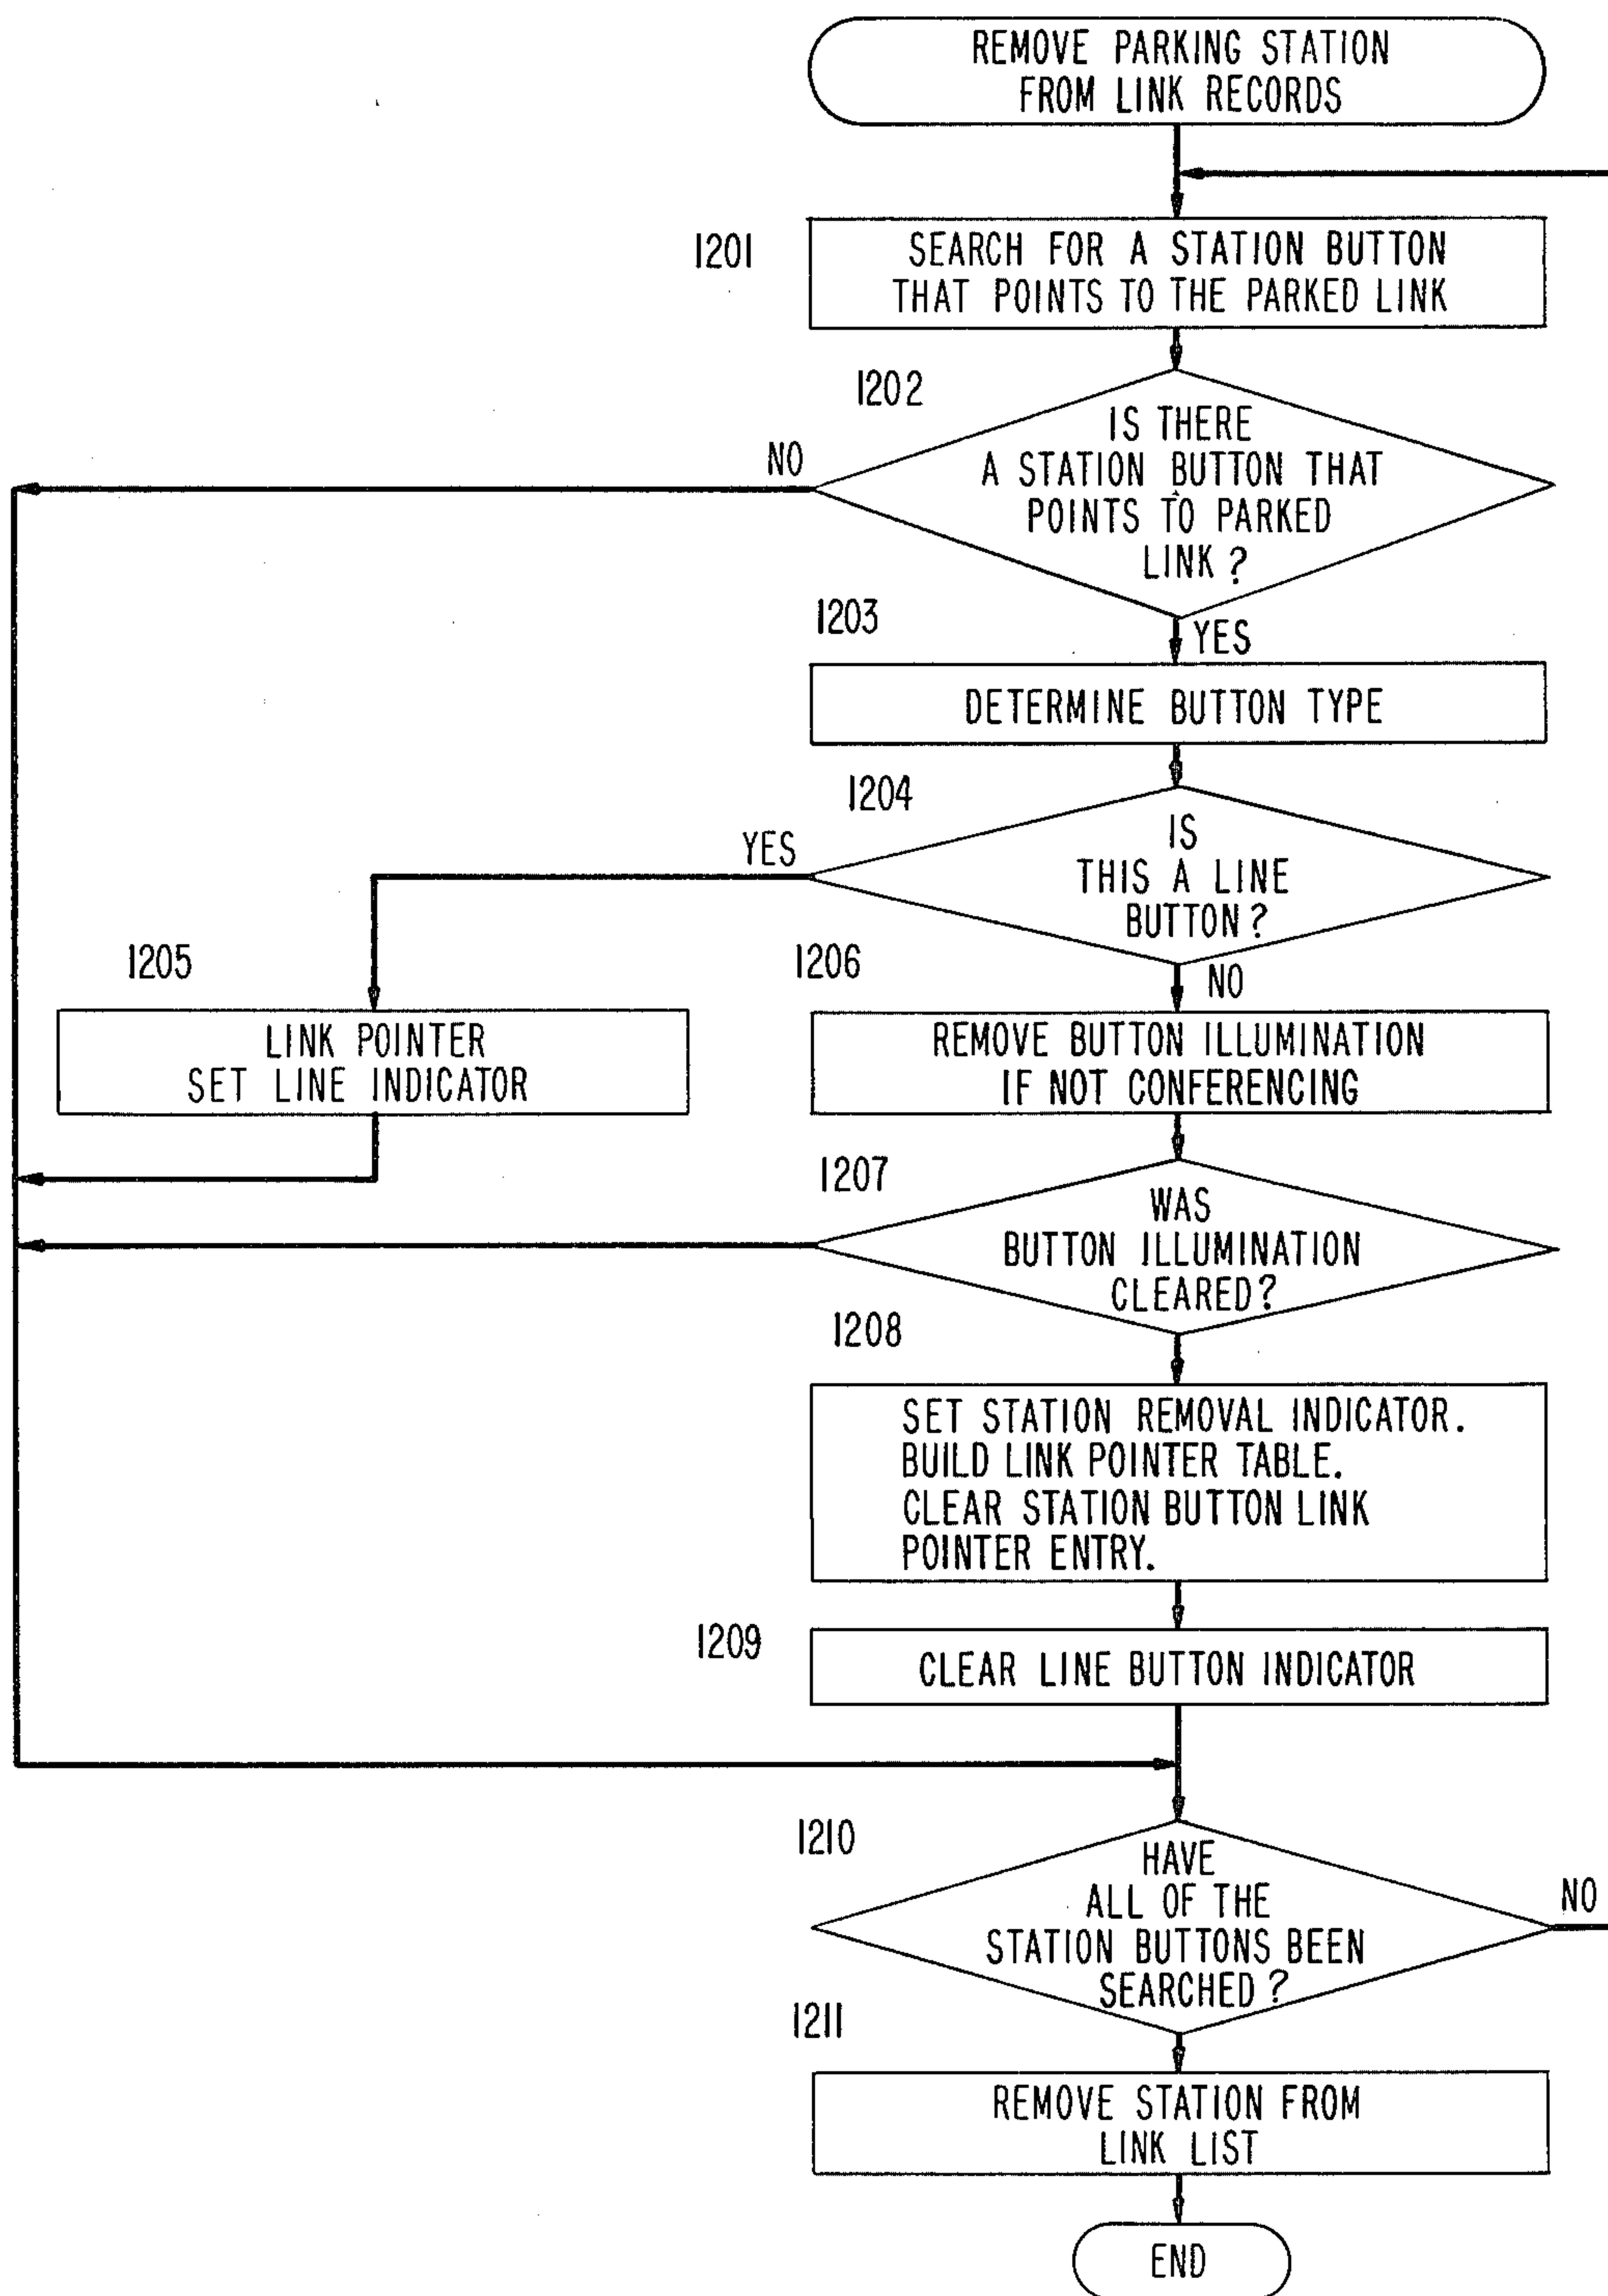 REMOVE PARKING STATION
FROM LINK RECORDS
1201
SEARCH FOR A STATION BUTTON
THAT POINTS TO THE PARKED LINK
1202
IS THERE
A STATION BUTTON THAT
POINTS TO PARKED
LINK?
NO
1203
YES
DETERMINE BUTTON TYPE
1204
IS
THIS A LINE
BUTTON?
YES
1205
1206
NO
LINK POINTER
SET LINE INDICATOR
REMOVE BUTTON ILLUMINATION
IF NOT CONFERENCING
1207
WAS
BUTTON ILLUMINATION
CLEARED?
1208
SET STATION REMOVAL INDICATOR.
BUILD LINK POINTER TABLE.
CLEAR STATION BUTTON LINK
POINTER ENTRY.
1209
CLEAR LINE BUTTON INDICATOR
1210
HAVE
ALL OF THE
STATION BUTTONS BEEN
SEARCHED?
NO
1211
REMOVE STATION FROM
LINK LIST
END